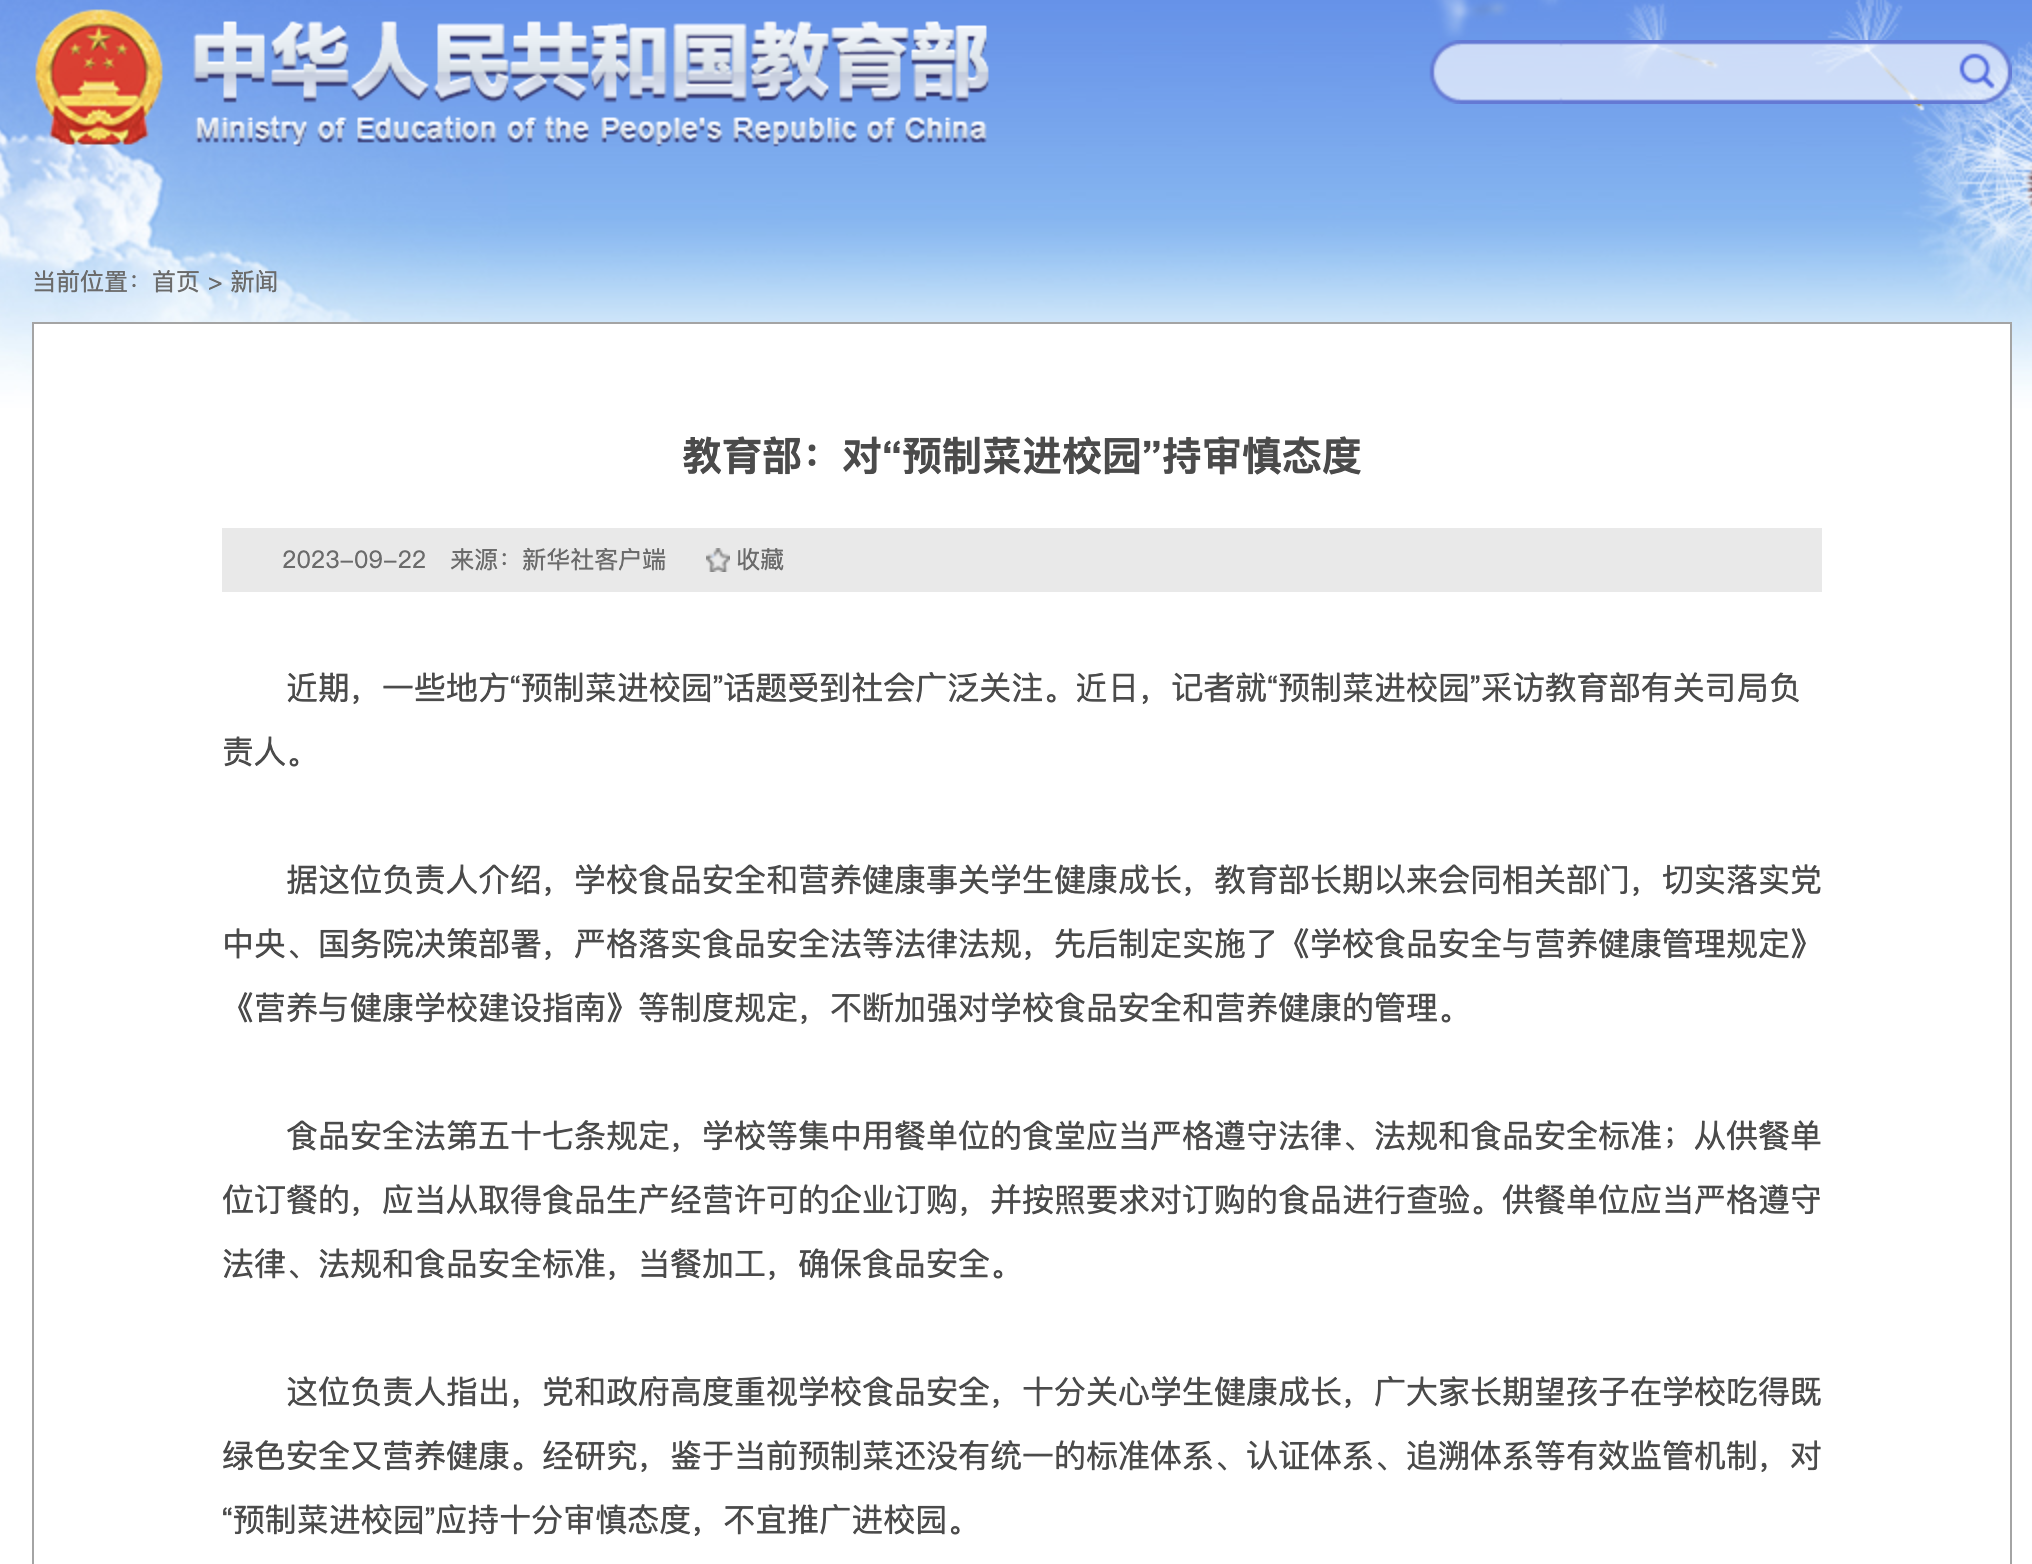 中华人民共和国教育部
Ministry of Education of the People's Republic of China
当前位置：首页 > 新闻
教育部：对“预制菜进校园”持审慎态度
2023-09-22 来源：新华社客户端 收藏
近期，一些地方“预制菜进校园”话题受到社会广泛关注。近日，记者就“预制菜进校园”采访教育部有关司局负
责人。
据这位负责人介绍，学校食品安全和营养健康事关学生健康成长，教育部长期以来会同相关部门，切实落实党
中央、国务院决策部署，严格落实食品安全法等法律法规，先后制定实施了《学校食品安全与营养健康管理规定》
《营养与健康学校建设指南》等制度规定，不断加强对学校食品安全和营养健康的管理。
食品安全法第五十七条规定，学校等集中用餐单位的食堂应当严格遵守法律、法规和食品安全标准；从供餐单
位订餐的，应当从取得食品生产经营许可的企业订购，并按照要求对订购的食品进行查验。供餐单位应当严格遵守
法律、法规和食品安全标准，当餐加工，确保食品安全。
这位负责人指出，党和政府高度重视学校食品安全，十分关心学生健康成长，广大家长期望孩子在学校吃得既
绿色安全又营养健康。经研究，鉴于当前预制菜还没有统一的标准体系、认证体系、追溯体系等有效监管机制，对
“预制菜进校园”应持十分审慎态度，不宜推广进校园。